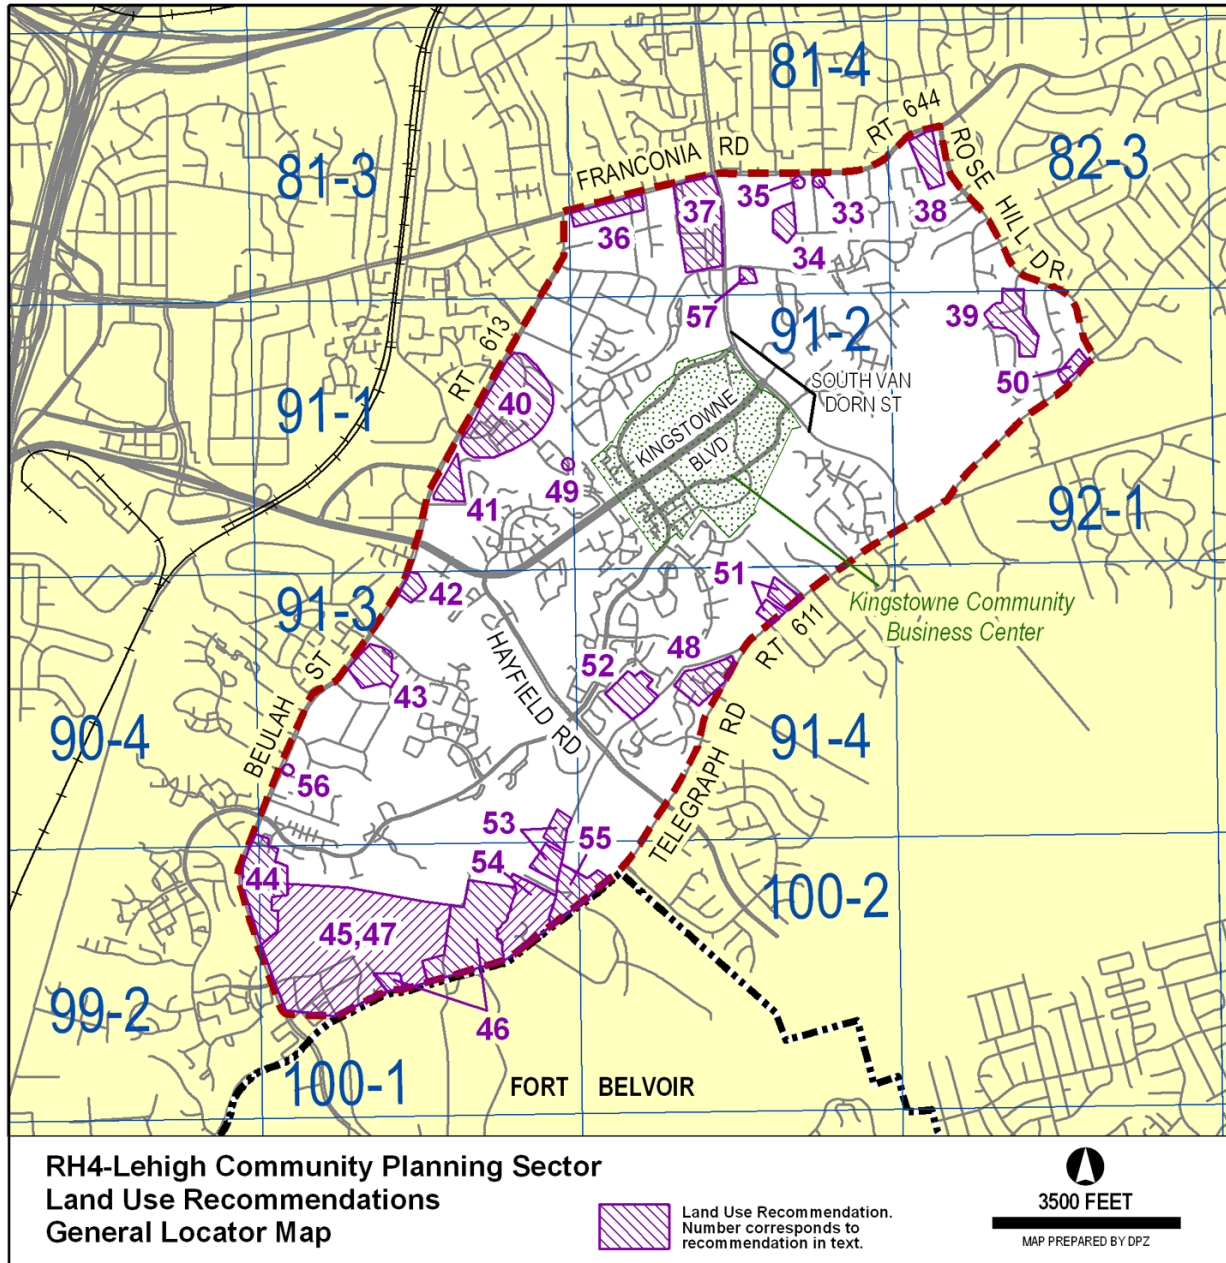 81-4
RT 644
FRANCONIA RD
ROSE HILL DR
82-3
81-3
35
33
37
38
36
34
57
39
91-2
RT 613
50
SOUTH VAN
DORN ST
91-1
40
KINGSTOWNE
BLVD
49
41
92-1
51
42
91-3
Kingstowne Community
Business Center
RT 611
HAYFIELD RD
48
52
43
BEULAH ST
90-4
91-4
TELEGRAPH RD
56
53
55
54
44
100-2
45,47
99-2
46
100-1
FORT BELVOIR
RH4-Lehigh Community Planning Sector
Land Use Recommendations
General Locator Map
Land Use Recommendation.
Number corresponds to
recommendation in text.
3500 FEET
MAP PREPARED BY DPZ